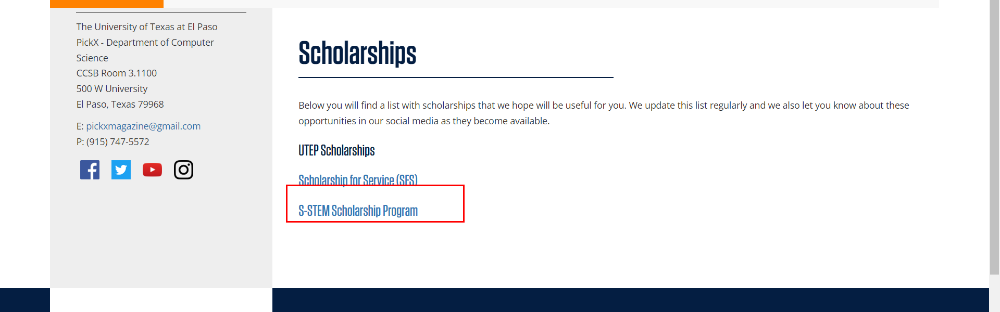 The University of Texas at El Paso
PickX - Department of Computer
Science
CCSB Room 3.1100
500 W University
El Paso, Texas 79968
E: pickxmagazine@gmail.com
P: (915) 747-5572
Scholarships
Below you will find a list with scholarships that we hope will be useful for you. We update this list regularly and we also let you know about these
opportunities in our social media as they become available.
UTEP Scholarships
Scholarship for Service (SFS)
S-STEM Scholarship Program